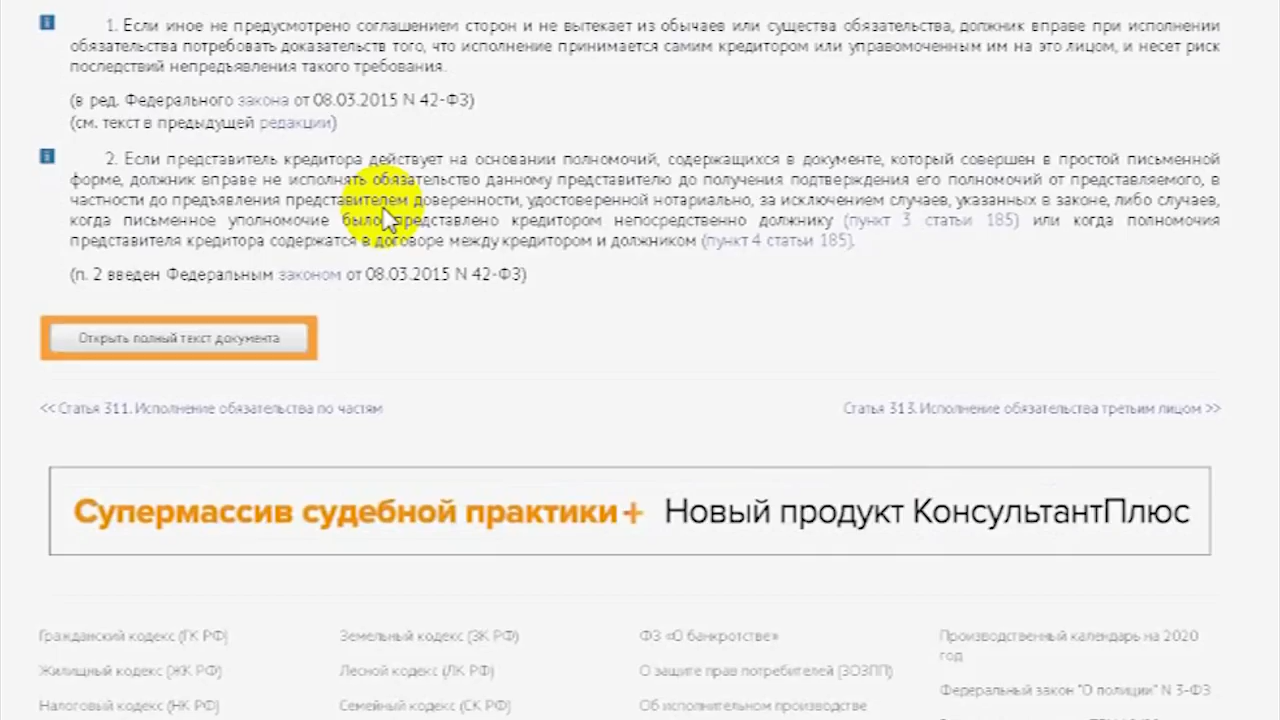 1. Если иное не предусмотрено соглашением сторон и не вытекает из обычаев или существа обязательства, должник вправе при исполнении
обязательства потребовать доказательств того, что исполнение принимается самим кредитором или управомоченным им на это лицом, и несет риск
последствий непредъявления такого требования.
(в ред. Федерального закона от 08.03.2015 N 42-ФЗ)
(см. текст в предыдущей редакции)
2. Если представитель кредитора действует на основании полномочий, содержащихся в документе, который совершен в простой письменной
форме, должник вправе не исполнять обязательство данному представителю до получения подтверждения его полномочий от представляемого, в
частности до предъявления представителем доверенности, удостоверенной нотариально, за исключением случаев, указанных в законе, либо случаев,
когда письменное уполномочие было представлено кредитором непосредственно должнику (пункт 3 статьи 185) или когда полномочия
представителя кредитора содержатся в договоре между кредитором и должником (пункт 4 статьи 185).
(п. 2 введен Федеральным законом от 08.03.2015 N 42-ФЗ)
Открыть полный текст документа
<< Статья 311. Исполнение обязательства по частям
Статья 313. Исполнение обязательства третьим лицом >>
Супермассив судебной практики+ Новый продукт КонсультантПлюс
Гражданский кодекс (ГК РФ)
Жилищный кодекс (ЖК РФ)
Налоговый кодекс (НК РФ)
Земельный кодекс (ЗК РФ)
Лесной кодекс (ЛК РФ)
Семейный кодекс (СК РФ)
ФЗ «О банкротстве»
О защите прав потребителей (ЗОЗПП)
Об исполнительном производстве
Производственный календарь на 2020
год
Федеральный закон "О полиции" N 3-ФЗ